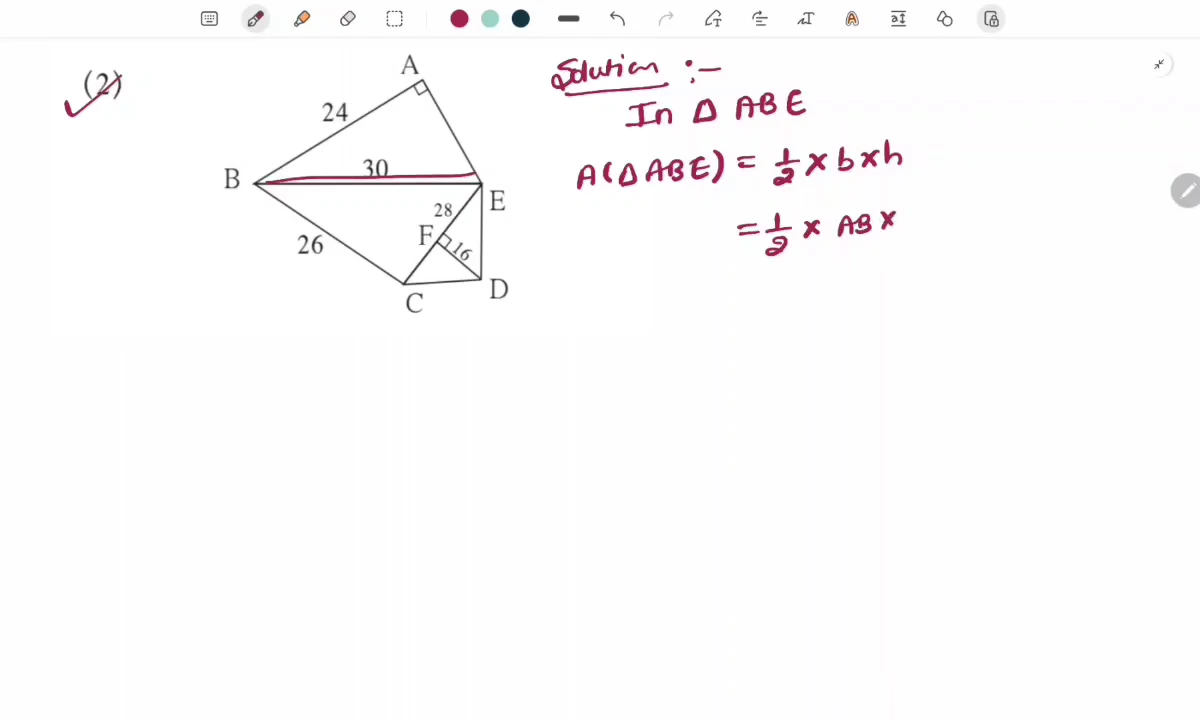 (2)
A
24
30
B
E
28
F
16
26
D
C
Solution :-
In Δ ABE
A(Δ ABE) = 1/2 × b×h
= 1/2 × AB ×